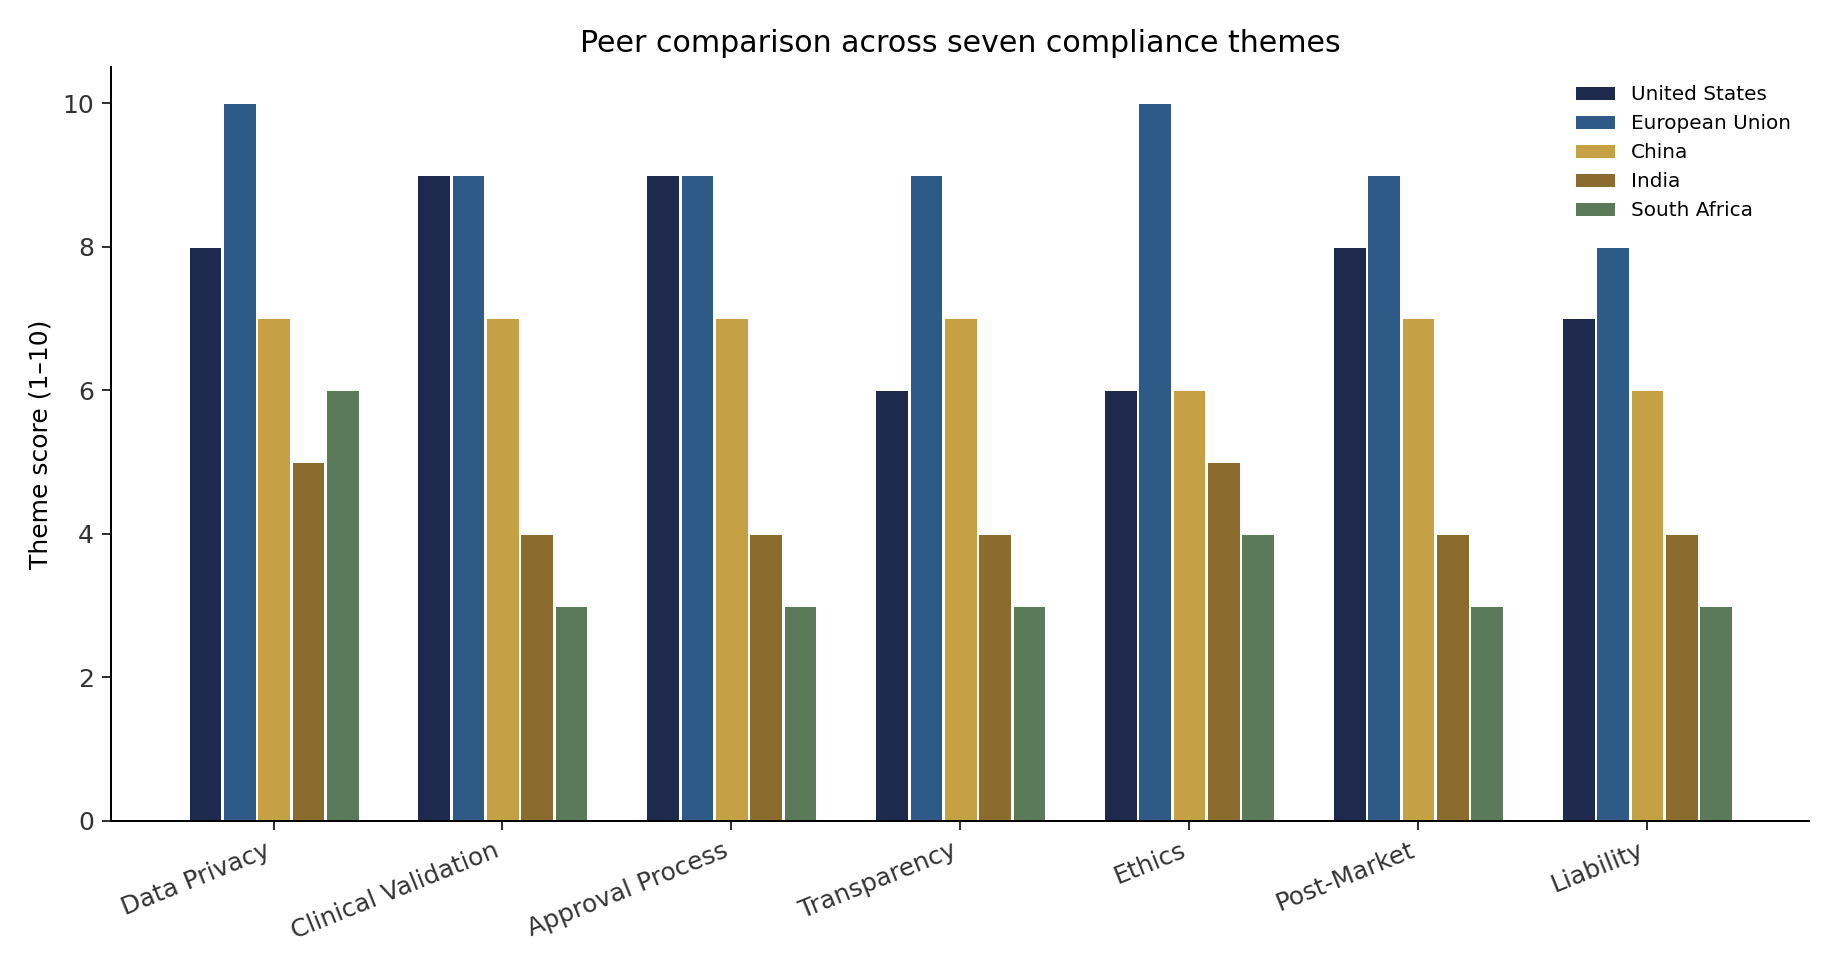 Peer comparison across seven compliance themes
United States
European Union
China
India
South Africa
Theme score (1–10)
10
8
6
4
2
0
Data Privacy
Clinical Validation
Approval Process
Transparency
Ethics
Post-Market
Liability